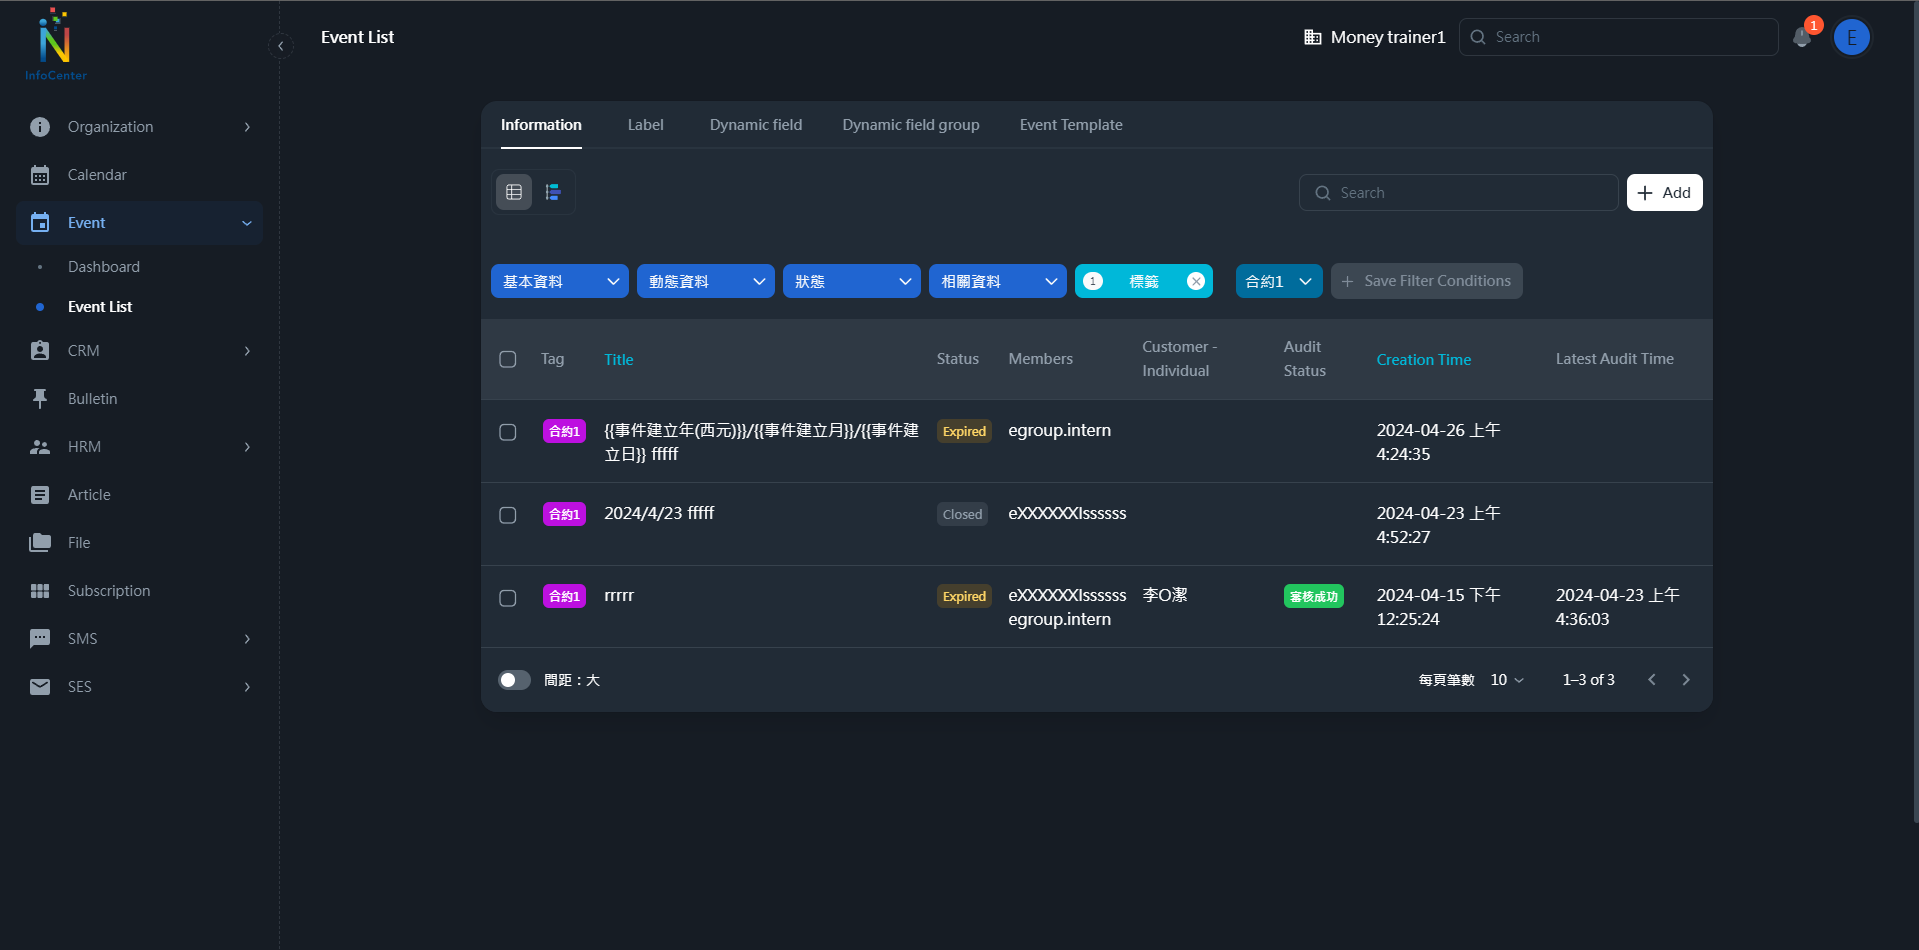 InfoCenter
Event List
Money trainer1
Search
1
E
Organization
Calendar
Event
Dashboard
Event List
CRM
Bulletin
HRM
Article
File
Subscription
SMS
SES
Information
Label
Dynamic field
Dynamic field group
Event Template
Search
Add
基本資料
動態資料
狀態
相關資料
1
標籤
合約1
Save Filter Conditions
Tag
Title
Status
Members
Customer -
Individual
Audit
Status
Creation Time
Latest Audit Time
合約1
{{事件建立年(西元)}}/{{事件建立月}}/{{事件建
立日}} fffff
Expired
egroup.intern
2024-04-26 上午
4:24:35
合約1
2024/4/23 fffff
Closed
eXXXXXXIssssss
2024-04-23 上午
4:52:27
合約1
rrrrr
Expired
eXXXXXXIssssss
egroup.intern
李O潔
審核成功
2024-04-15 下午
12:25:24
2024-04-23 上午
4:36:03
間距：大
每頁筆數
10
1–3 of 3